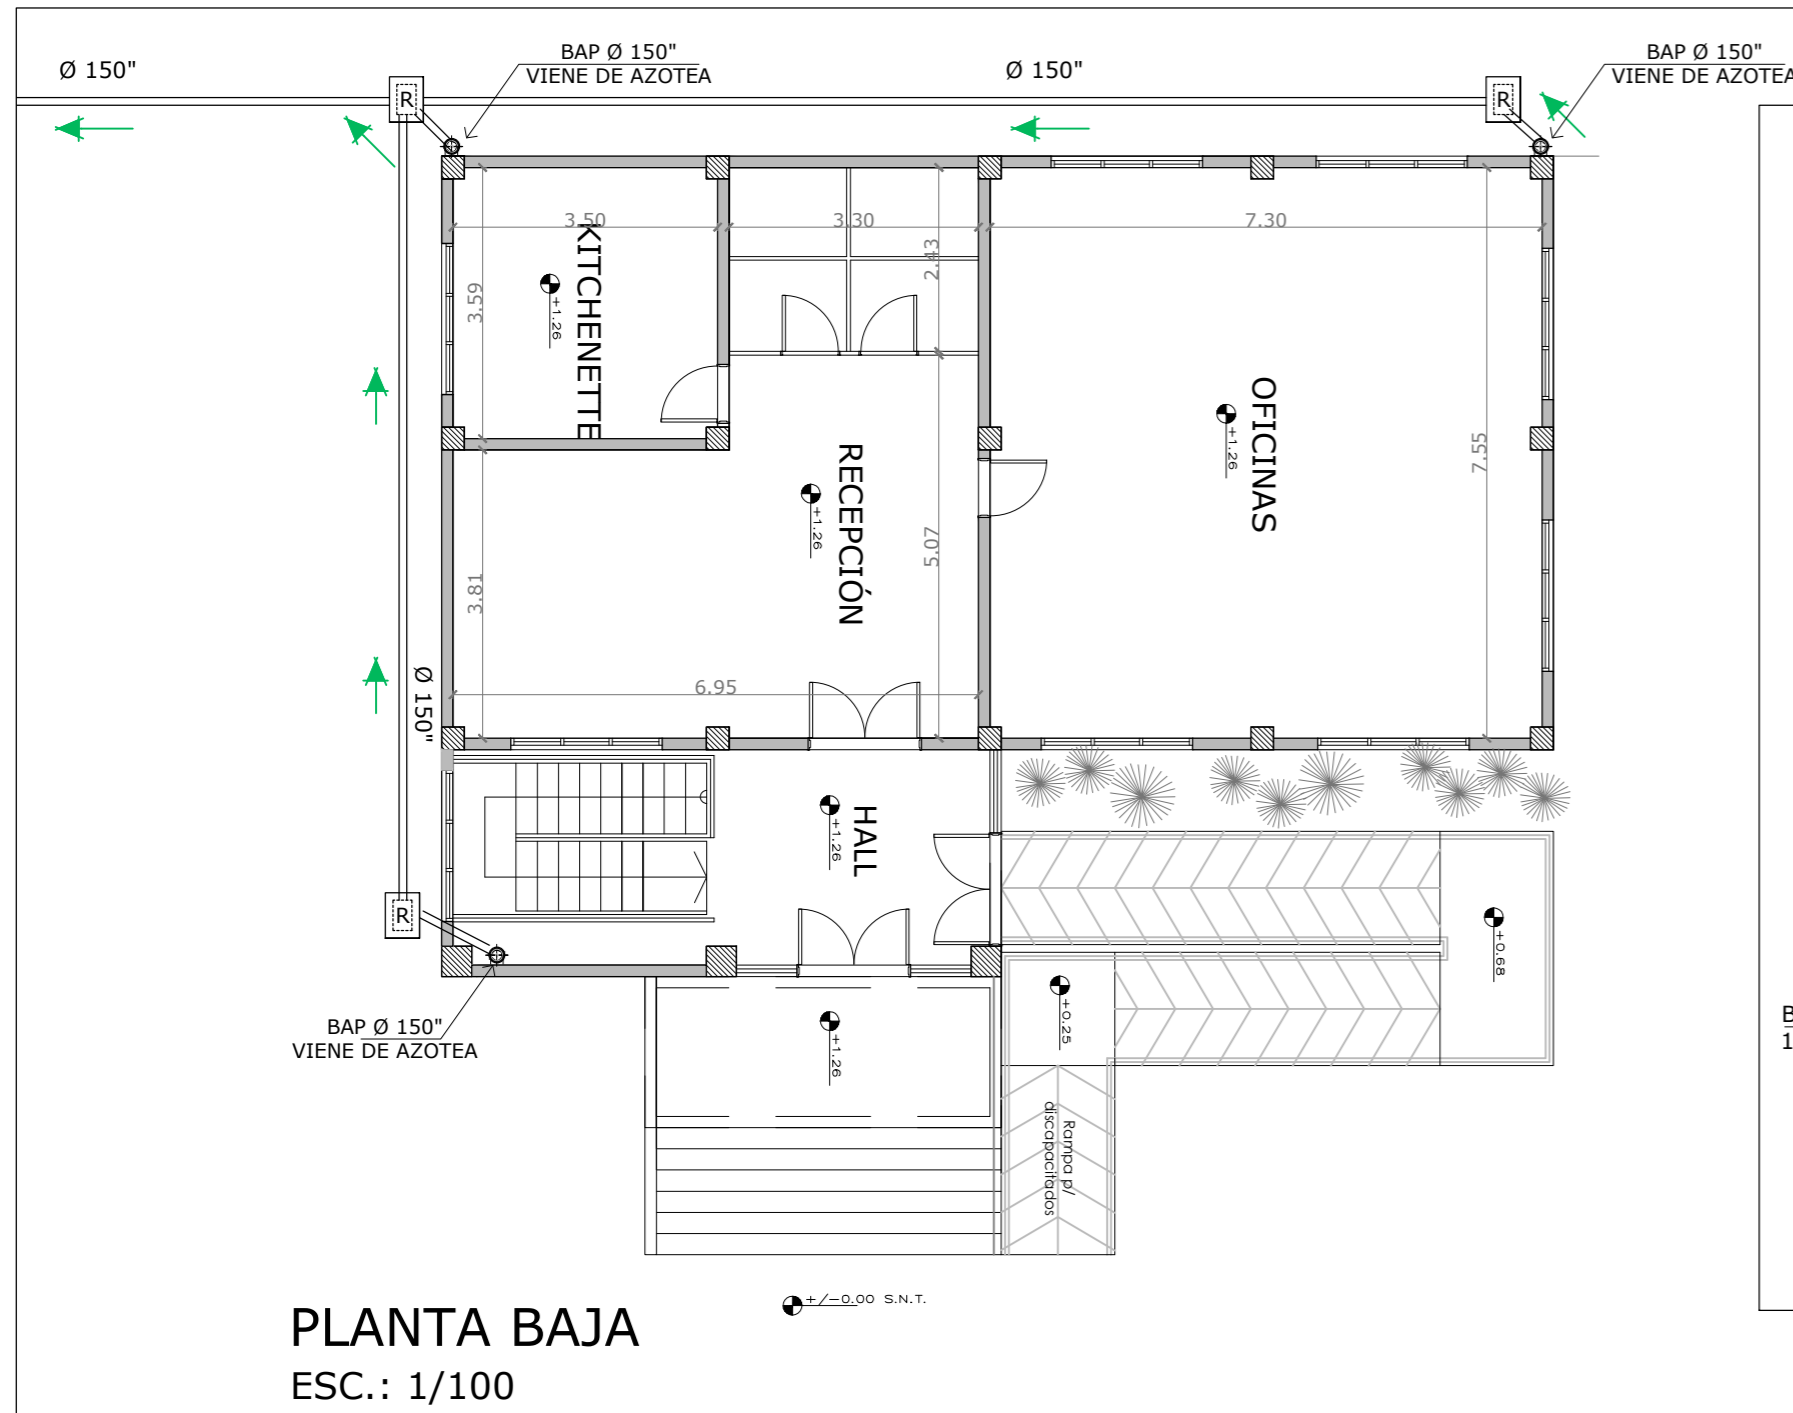 Ø 150"
BAP Ø 150"
VIENE DE AZOTEA
Ø 150"
BAP Ø 150"
VIENE DE AZOTEA
R
R
3.50
3.30
7.30
2.43
3.59
KITCHENETTE
+1.26
OFICINAS
+1.26
7.55
RECEPCIÓN
+1.26
5.07
3.81
6.95
Ø 150"
HALL
+1.26
R
+0.68
+0.25
BAP Ø 150"
VIENE DE AZOTEA
+1.26
Rampa p/
discapacitados
+/-0.00 S.N.T.
PLANTA BAJA
ESC.: 1/100
B
1